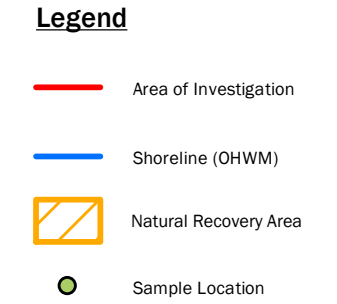 Legend
Area of Investigation
Shoreline (OHWM)
Natural Recovery Area
Sample Location